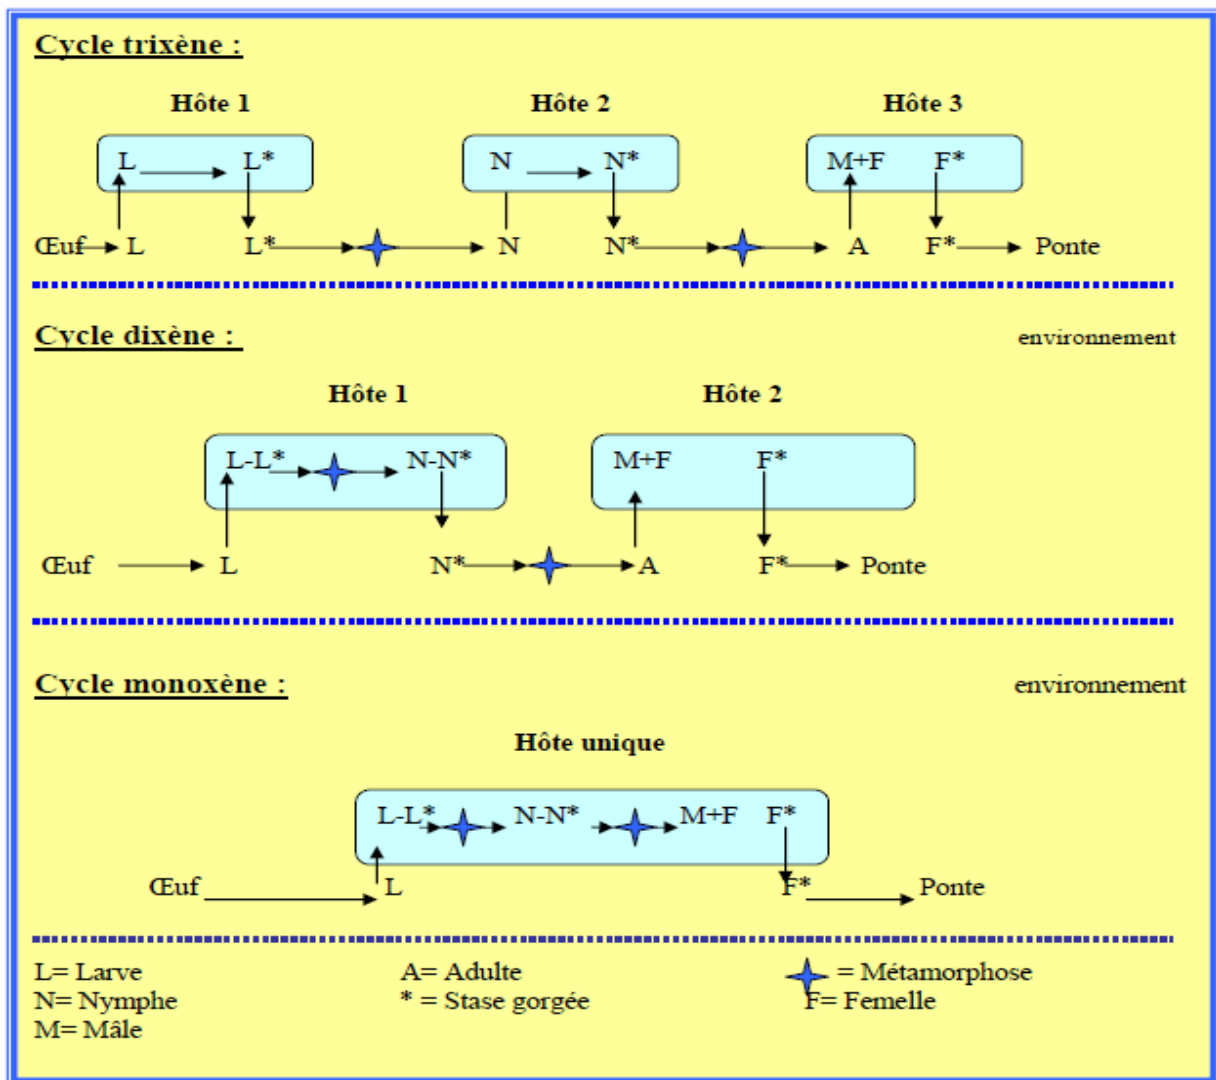 Cycle trixène :
Hôte 1 Hôte 2 Hôte 3
L L* N N* M+F F*
Œuf L L* N N* A F* Ponte
Cycle dixène : environnement
Hôte 1 Hôte 2
L-L* N-N* M+F F*
Œuf L N* A F* Ponte
Cycle monoxène : environnement
Hôte unique
L-L* N-N* M+F F*
Œuf L F* Ponte
L= Larve A= Adulte = Métamorphose
N= Nymphe * = Stase gorgée F= Femelle
M= Mâle